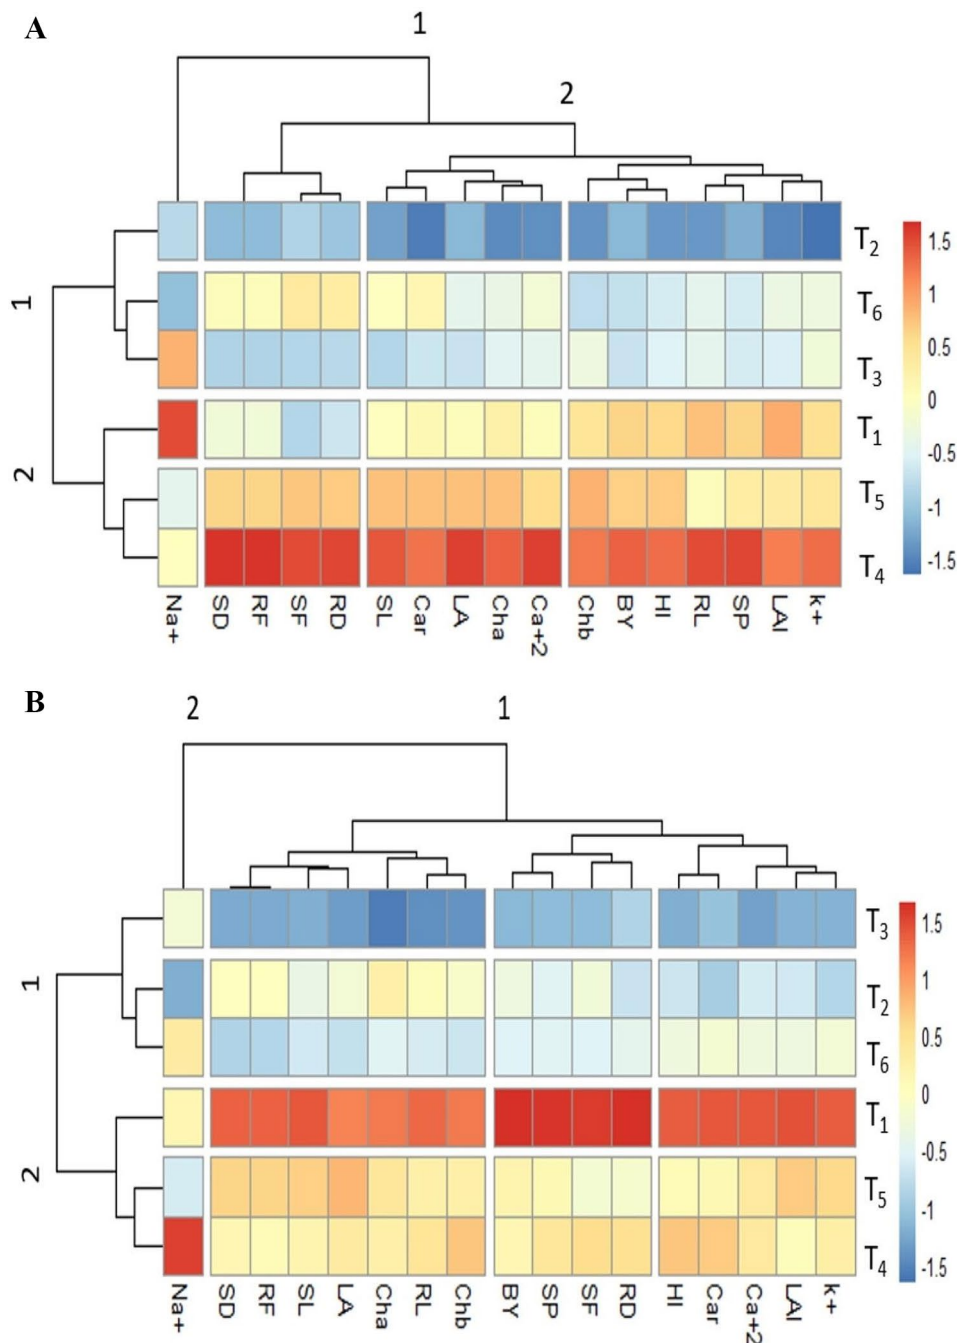 A
1
2
1
2
T2
T6
T3
T1
T5
T4
1.5
1
0.5
0
-0.5
-1
-1.5
Na+ SD RF SF RD SL Car LA Cha Ca+2 Chb BY HI RL SP LAI k+
B
2 1
1
2
T3
T2
T6
T1
T5
T4
1.5
1
0.5
0
-0.5
-1
-1.5
Na+ SD RF SL LA Cha RL Chb BY SP SF RD HI Car Ca+2 LAI k+